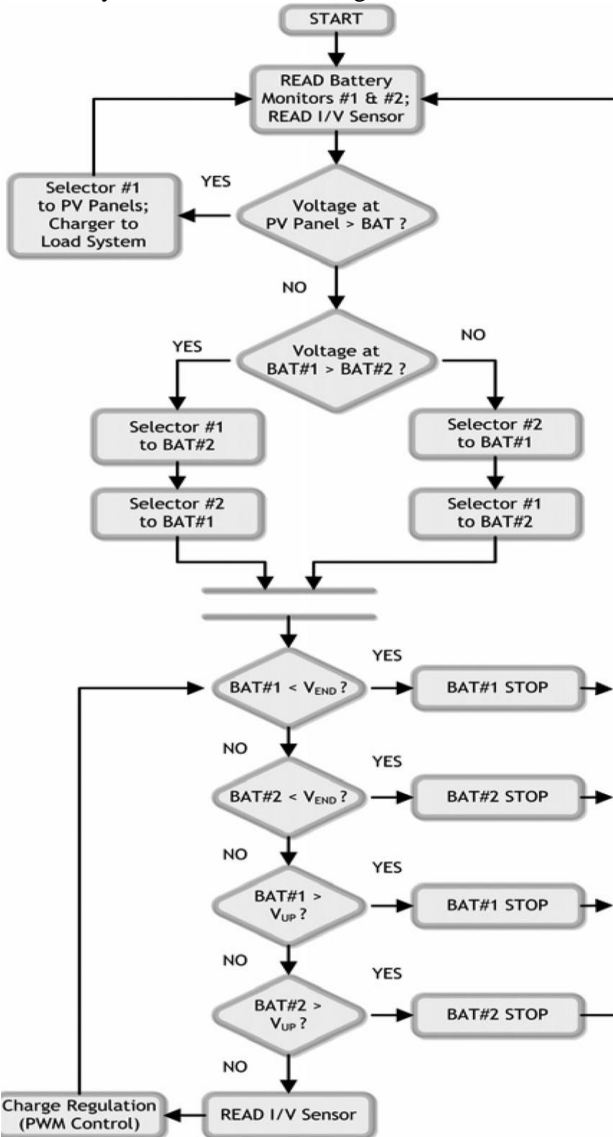 START
READ Battery
Monitors #1 & #2;
READ I/V Sensor
YES
Selector #1
to PV Panels;
Charger to
Load System
Voltage at
PV Panel > BAT ?
NO
YES
Voltage at
BAT#1 > BAT#2 ?
NO
Selector #1
to BAT#2
Selector #2
to BAT#1
Selector #2
to BAT#1
Selector #1
to BAT#2
BAT#1 < VEND ?
YES
BAT#1 STOP
NO
BAT#2 < VEND ?
YES
BAT#2 STOP
NO
BAT#1 >
VUP ?
YES
BAT#1 STOP
NO
BAT#2 >
VUP ?
YES
BAT#2 STOP
NO
Charge Regulation
(PWM Control)
READ I/V Sensor